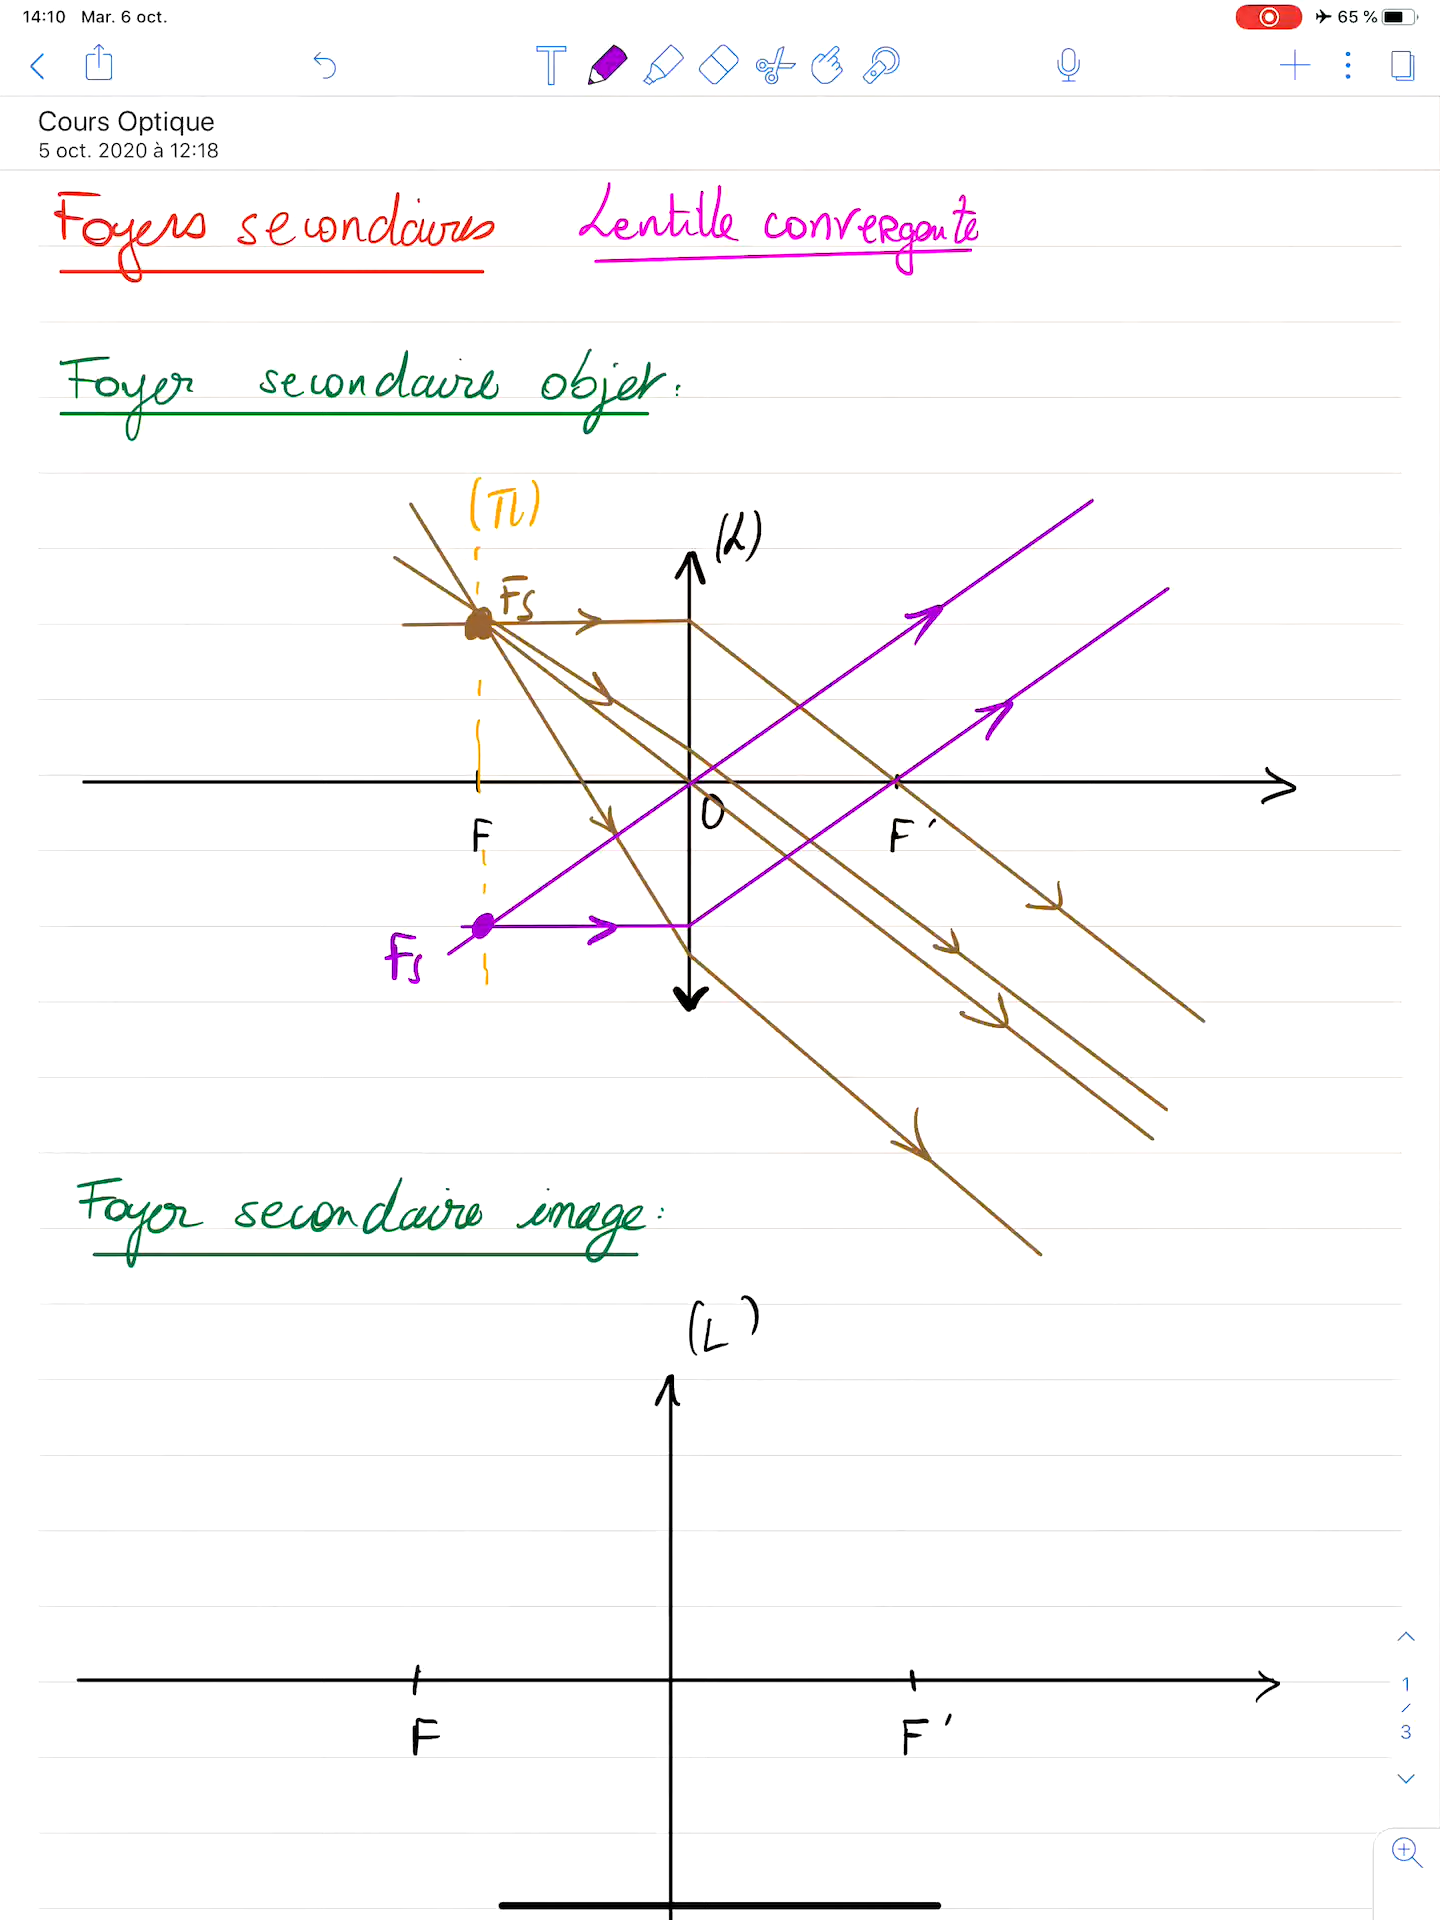 14:10 Mar. 6 oct.
65 %
Cours Optique
5 oct. 2020 à 12:18
Foyers secondaires Lentille convergente
Foyer secondaire objet :
(π)
(L)
Fs
O
F
F'
Fs
Foyer secondaire image :
(L)
F
F'
1
/
3